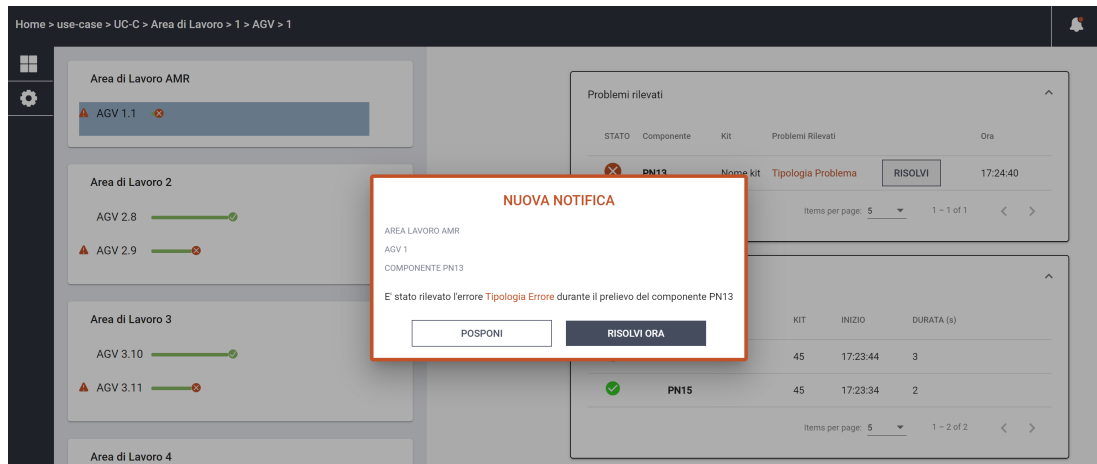 Home > use-case > UC-C > Area di Lavoro > 1 > AGV > 1
Area di Lavoro AMR
AGV 1.1
Area di Lavoro 2
AGV 2.8
AGV 2.9
Area di Lavoro 3
AGV 3.10
AGV 3.11
Area di Lavoro 4
Problemi rilevati
STATO Componente Kit Problemi Rilevati Ora
PN13 Nome kit Tipologia Problema RISOLVI 17:24:40
Items per page: 5 1 – 1 of 1
NUOVA NOTIFICA
AREA LAVORO AMR
AGV 1
COMPONENTE PN13
E' stato rilevato l'errore Tipologia Errore durante il prelievo del componente PN13
POSPONI RISOLVI ORA
KIT INIZIO DURATA (s)
45 17:23:44 3
PN15 45 17:23:34 2
Items per page: 5 1 – 2 of 2